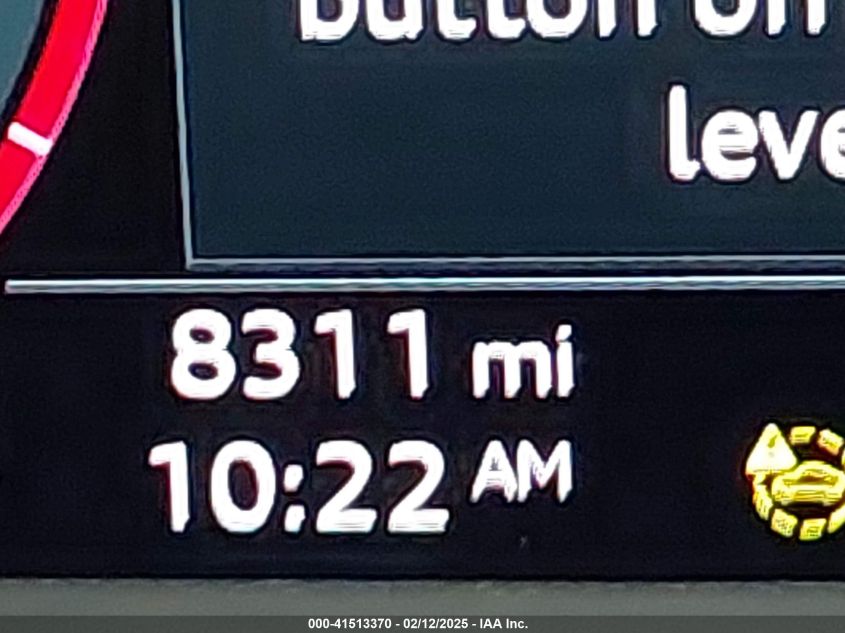 button on
leve
8311 mi
10:22 AM
000-41513370 - 02/12/2025 - IAA Inc.